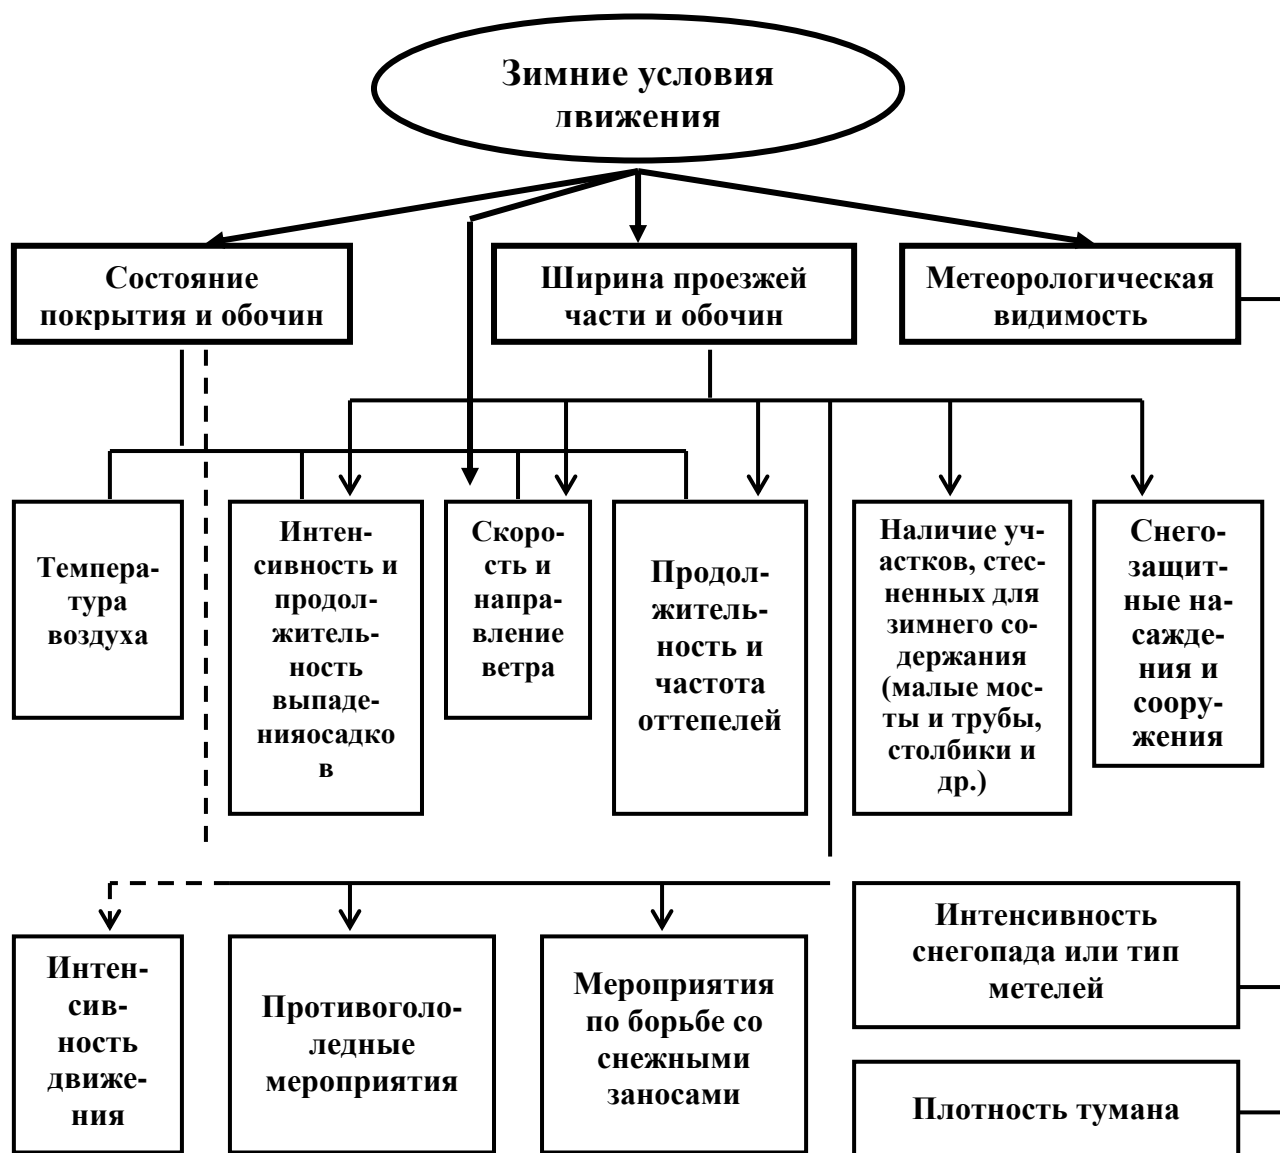 Зимние условия
движения
Состояние
покрытия и обочин
Ширина проезжей
части и обочин
Метеорологическая
видимость
Темпера-
тура
воздуха
Интен-
сивность и
продол-
житель-
ность
выпаде-
нияосадко
в
Скоро-
сть и
напра-
вление
ветра
Продол-
житель-
ность и
частота
оттепелей
Наличие уч-
астков, стес-
ненных для
зимнего со-
держания
(малые мос-
ты и трубы,
столбики и
др.)
Снего-
защит-
ные на-
сажде-
ния и
соору-
жения
Интен-
сив-
ность
движе-
ния
Противоголо-
ледные
мероприятия
Мероприятия
по борьбе со
снежными
заносами
Интенсивность
снегопада или тип
метелей
Плотность тумана